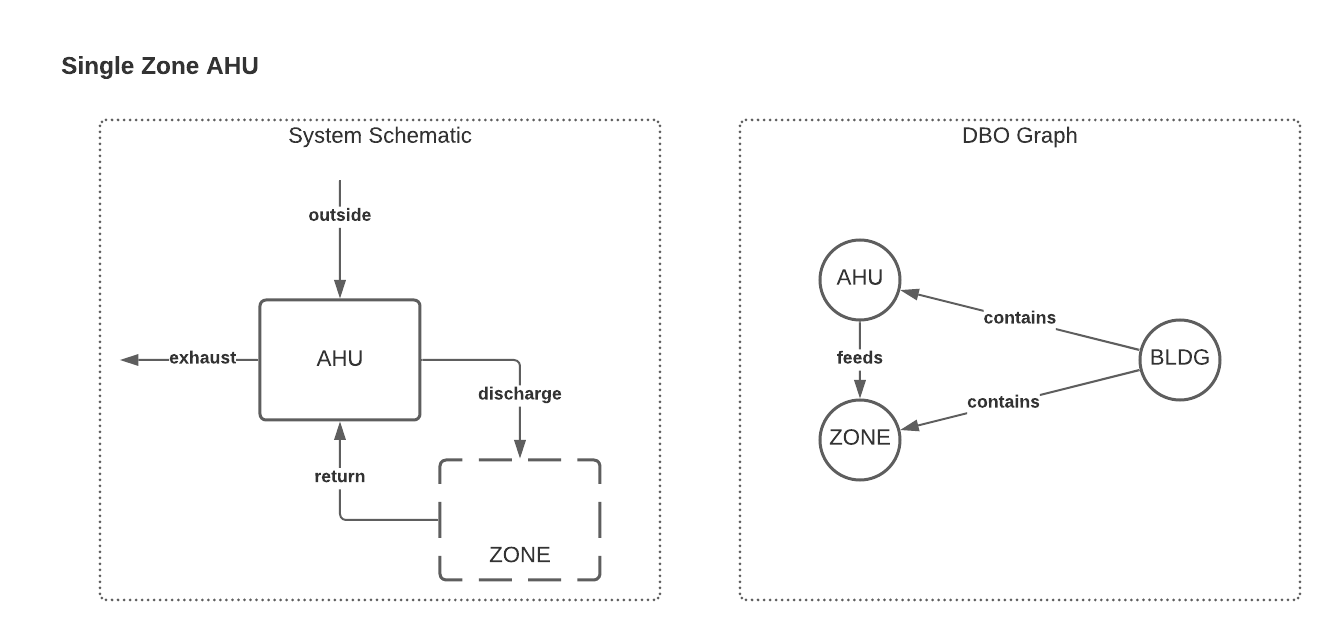 Single Zone AHU
System Schematic
outside
exhaust
AHU
discharge
return
ZONE
DBO Graph
AHU
contains
feeds
BLDG
contains
ZONE